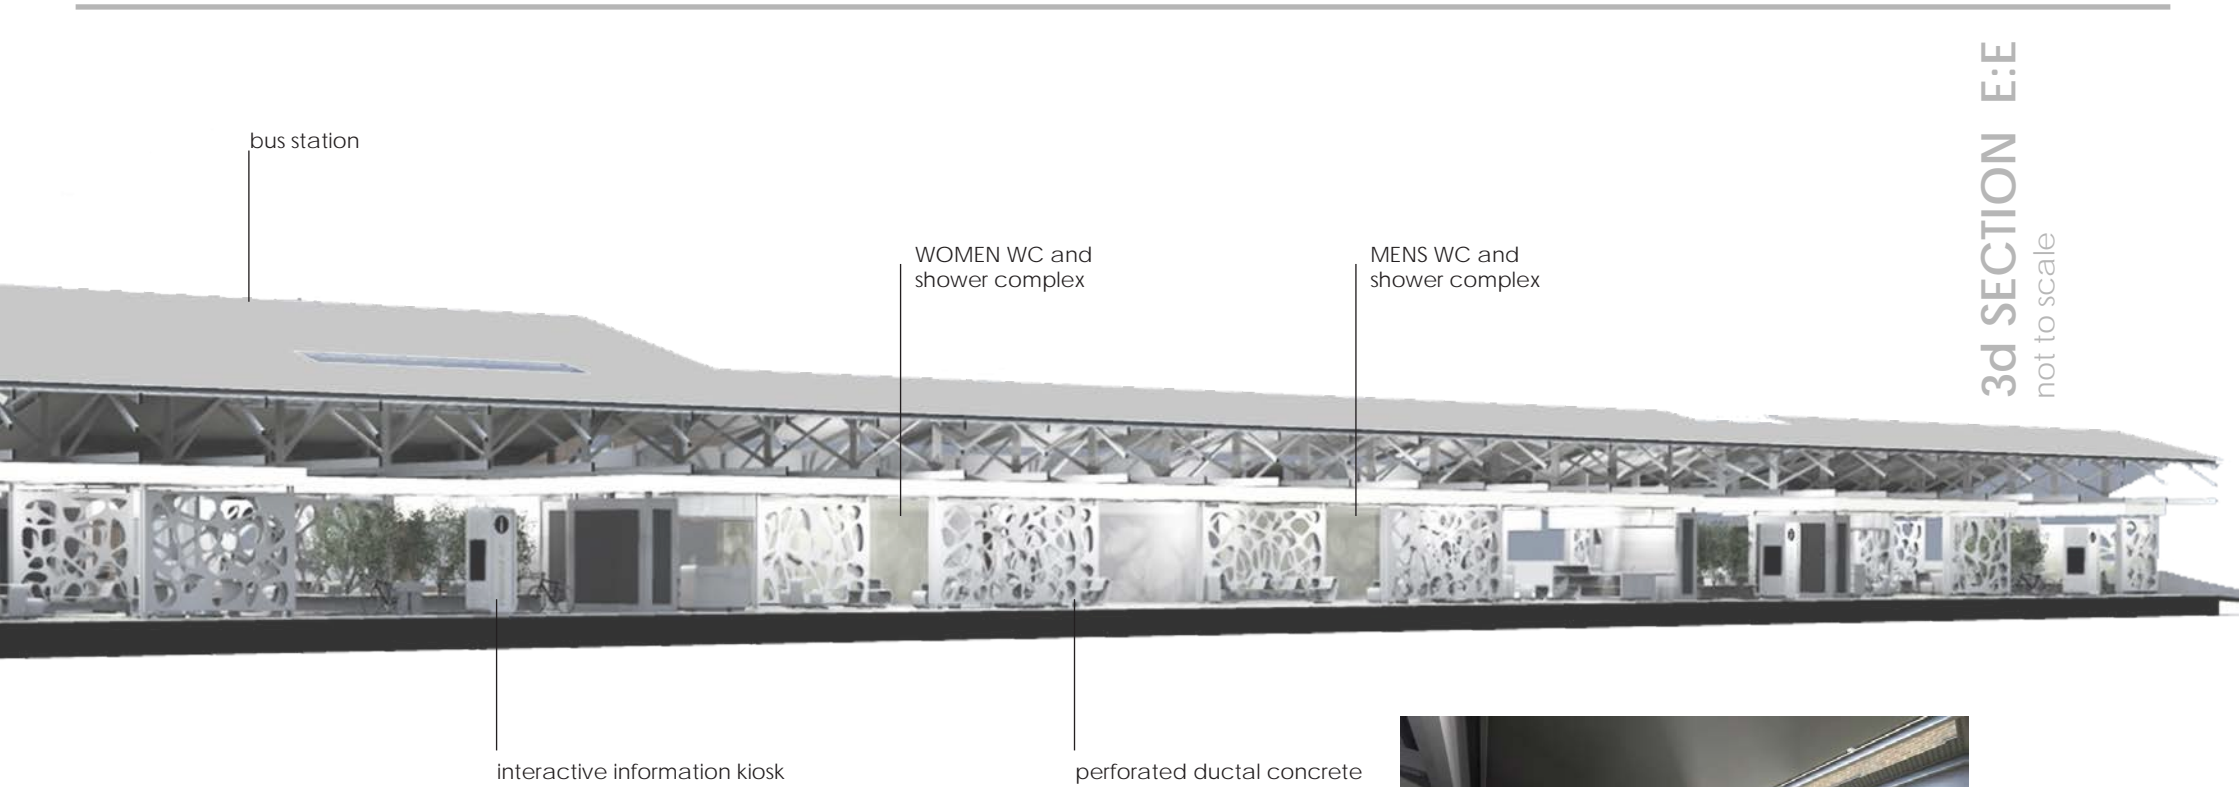 bus station
WOMEN WC and
shower complex
MENS WC and
shower complex
3d SECTION E:E
not to scale
interactive information kiosk
perforated ductal concrete